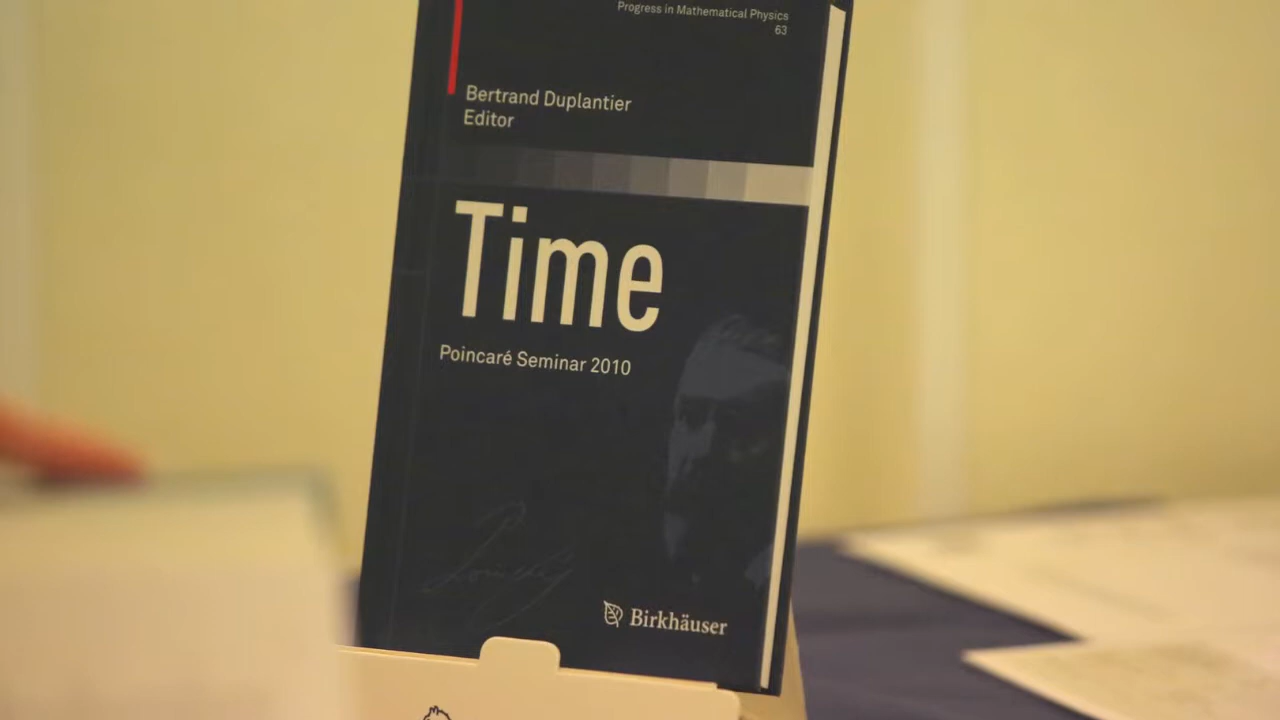 Progress in Mathematical Physics
63
Bertrand Duplantier
Editor
Time
Poincaré Seminar 2010
Birkhäuser